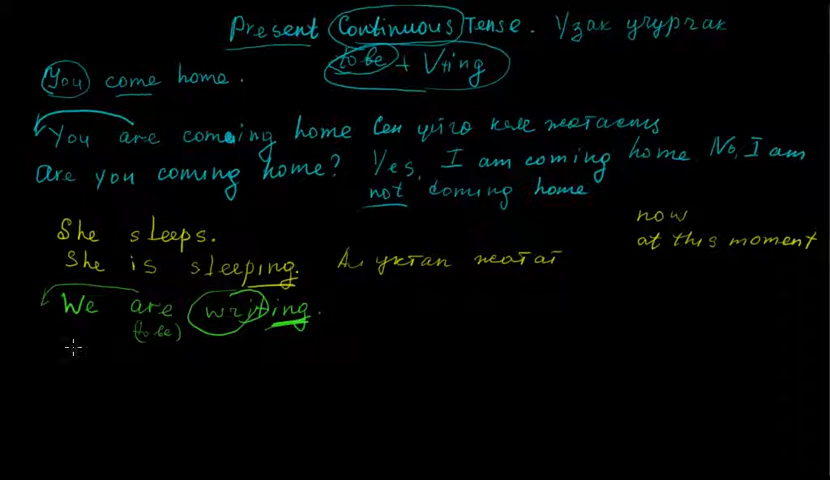 Present Continuous Tense. Узак учурчак
to be + Ving
You come home.
You are coming home Сен үйгө келе жатасың
are you coming home? Yes, I am coming home. No, I am
not coming home
now
at this moment
She sleeps.
She is sleeping. Ал уктап жатат
We are writing.
(to be)